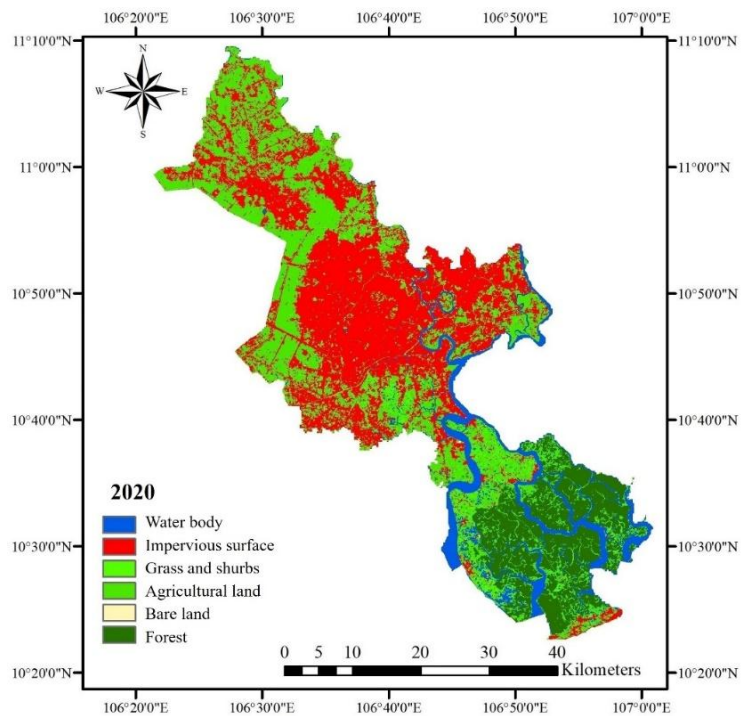 106°20'0"E 106°30'0"E 106°40'0"E 106°50'0"E 107°0'0"E
11°10'0"N 11°10'0"N
N
W E
S
11°0'0"N 11°0'0"N
10°50'0"N 10°50'0"N
10°40'0"N 10°40'0"N
2020
Water body
Impervious surface
10°30'0"N 10°30'0"N
Grass and shurbs
Agricultural land
Bare land
Forest
0 5 10 20 30 40
Kilometers
10°20'0"N 10°20'0"N
106°20'0"E 106°30'0"E 106°40'0"E 106°50'0"E 107°0'0"E